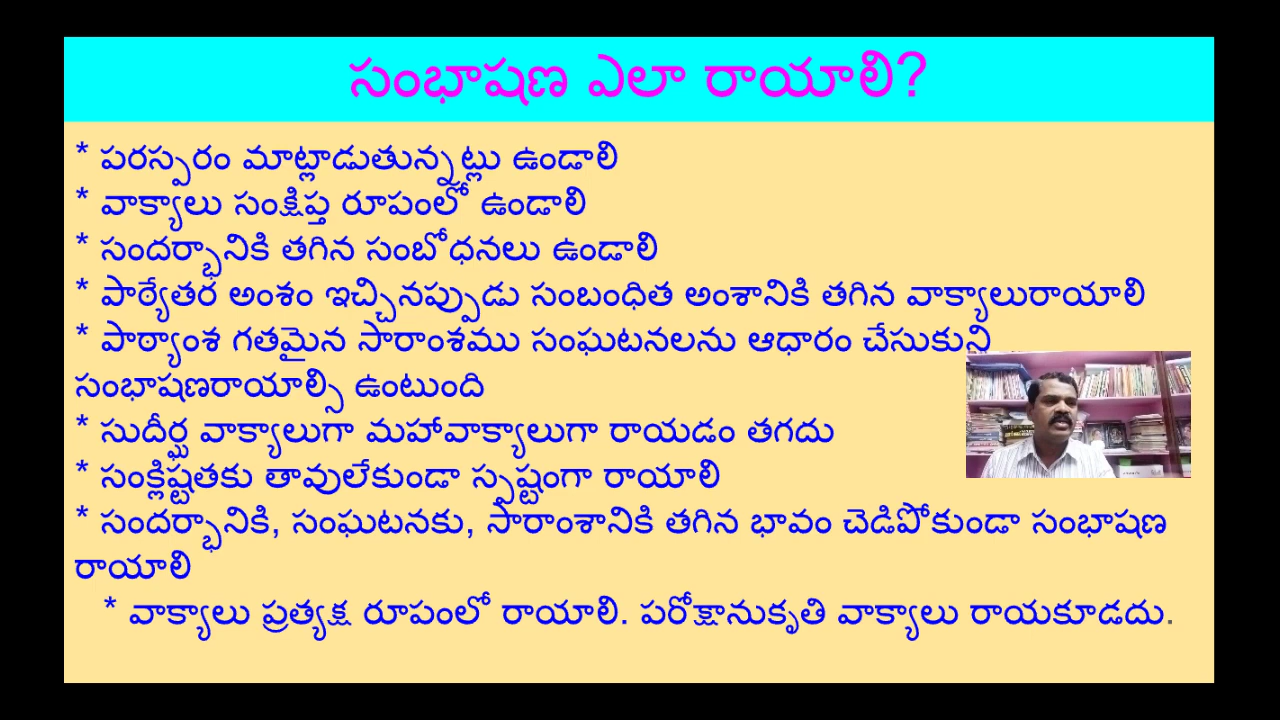 సంభాషణ ఎలా రాయాలి?
* పరస్పరం మాట్లాడుతున్నట్లు ఉండాలి
* వాక్యాలు సంక్షిప్త రూపంలో ఉండాలి
* సందర్భానికి తగిన సంబోధనలు ఉండాలి
* పాఠ్యేతర అంశం ఇచ్చినప్పుడు సంబంధిత అంశానికి తగిన వాక్యాలురాయాలి
* పాఠ్యాంశ గతమైన సారాంశము సంఘటనలను ఆధారం చేసుకుని
సంభాషణరాయాల్సి ఉంటుంది
* సుదీర్ఘ వాక్యాలుగా మహావాక్యాలుగా రాయడం తగదు
* సంక్లిష్టతకు తావులేకుండా స్పష్టంగా రాయాలి
* సందర్భానికి, సంఘటనకు, సారాంశానికి తగిన భావం చెడిపోకుండా సంభాషణ
రాయాలి
* వాక్యాలు ప్రత్యక్ష రూపంలో రాయాలి. పరోక్షానుకృతి వాక్యాలు రాయకూడదు.